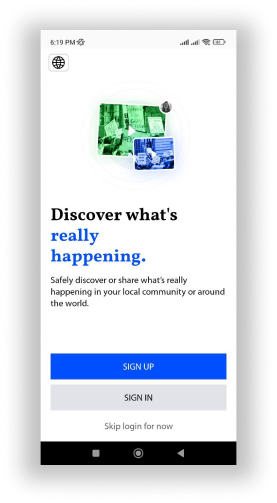 6:19 PM
Discover what's
really
happening.
Safely discover or share what's really
happening in your local community or around
the world.
SIGN UP
SIGN IN
Skip login for now